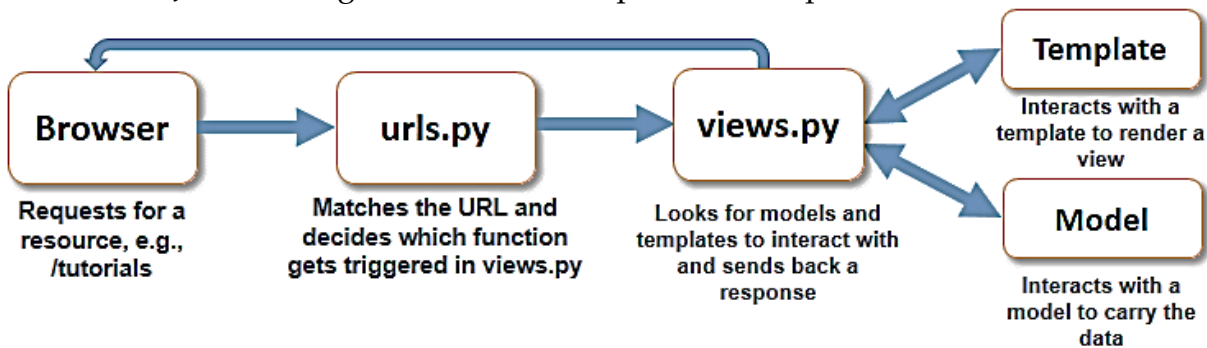 Browser
Requests for a
resource, e.g.,
/tutorials
urls.py
Matches the URL and
decides which function
gets triggered in views.py
views.py
Looks for models and
templates to interact with
and sends back a
response
Template
Interacts with a
template to render a
view
Model
Interacts with a
model to carry the
data